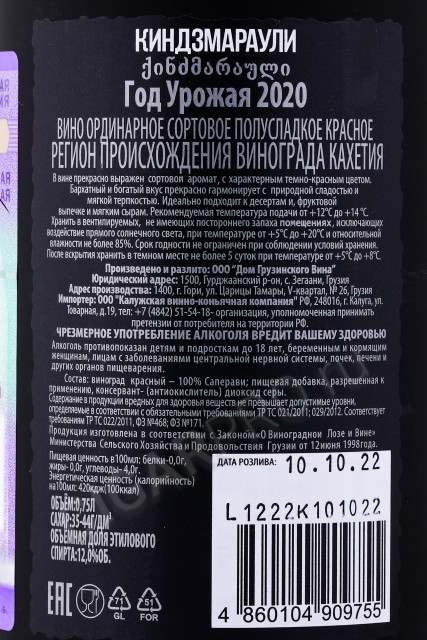 КИНДЗМАРАУЛИ
ქინძმარაული
Год Урожая 2020
ВИНО ОРДИНАРНОЕ СОРТОВОЕ ПОЛУСЛАДКОЕ КРАСНОЕ
РЕГИОН ПРОИСХОЖДЕНИЯ ВИНОГРАДА КАХЕТИЯ
В вине прекрасно выражен сортовой аромат, с характерным темно-красным цветом.
Бархатный и богатый вкус прекрасно гармонирует с природной сладостью и
мягкой терпкостью. Идеально подходит к десертам и, фруктовой
выпечке и мягким сырам. Рекомендуемая температура подачи от +12°C до +14 °C.
Хранить в вентилируемых, не имеющих постороннего запаха помещениях, исключающих
воздействие прямого солнечного света, при температуре от +5°C до +20°C и относительной
влажности не более 85%. Срок годности не ограничен при соблюдении условий хранения.
После вскрытия хранить в темном месте не более 5 суток при температуре от +5°C до +8°C.
Произведено и разлито: ООО "Дом Грузинского Вина"
Юридический адрес: 1500, Гурджаанский р-он, с. Зегаани, Грузия
Адрес производства: 1400, г. Гори, ул. Царицы Тамары, V-квартал, № 26, Грузия
Импортер: ООО "Калужская винно-коньячная компания" РФ, 248016, г. Калуга, ул.
Товарная, д.19, тел: +7 (4842) 51-54-18- организация, уполномоченная принимать
претензии от потребителя на территории РФ.
ЧРЕЗМЕРНОЕ УПОТРЕБЛЕНИЕ АЛКОГОЛЯ ВРЕДИТ ВАШЕМУ ЗДОРОВЬЮ
Алкоголь противопоказан детям и подросткам до 18 лет, беременным и кормящим
женщинам, лицам с заболеваниями центральной нервной системы, почек, печени и
других органов пищеварения.
Состав: виноград красный – 100% Саперави; пищевая добавка, разрешенная к
применению, консервант- (антиокислитель) диоксид серы.
Содержание в продукции вредных для здоровья веществ не превышает допустимые уровни,
определяемые в соответствии с обязательными требованиями ТР ТС 021/2011; 029/2012. Соответствует
требованиям ТР ТС 022/2011, ФЗ №468; ФЗ №171.
Продукция изготовлена в соответствии с Законом«О Виноградной Лозе и Вине»
Министерства Сельского Хозяйства и Продовольствия Грузии от 12июня 1998года.
Пищевая ценность в 100мл: белки-0,0г,
жиры- 0,0г, углеводы- 4,0г.
Энергетическая ценность (калорийность)
на100мл: 420кдж(100ккал)
ОБЪЁМ:0,75Л
САХАР:35-44Г/ДМ³
ОБЪЕМНАЯ ДОЛЯ ЭТИЛОВОГО
СПИРТА:12,0%ОБ.
ДАТА РОЗЛИВА: 10.10.22
L1222K101022
EAC
71
GL
51
FOR
4 860104 909755